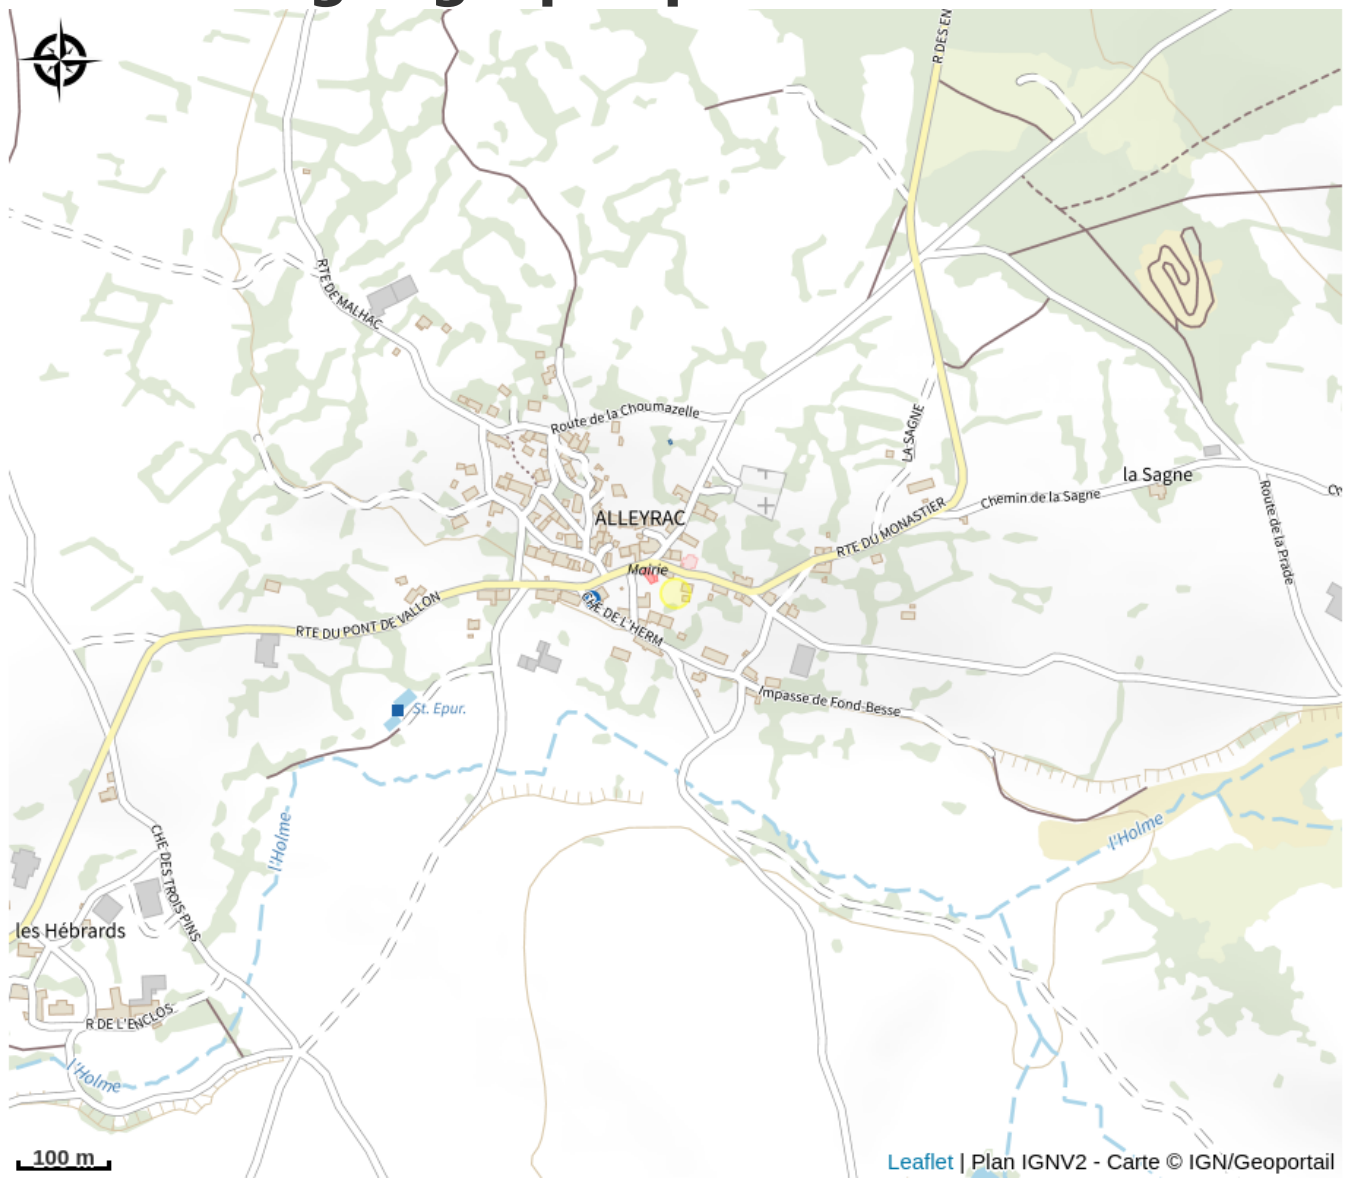 R DES EN
RTE DE MALHAC
Route de la Choumazelle
LA SAGNE
la Sagne
Chemin de la Sagne
ALLEYRAC
RTE DU MONASTIER
Route de la Prade
Mairie
RTE DU PONT DE VALLON
CHE DE L'HERM
Impasse de Fond-Besse
St. Epur.
l'Holme
l'Holme
CHE DES TROIS PINS
les Hébrards
R DE L'ENCLOS
l'Holme
100 m
Leaflet | Plan IGNV2 - Carte © IGN/Geoportail